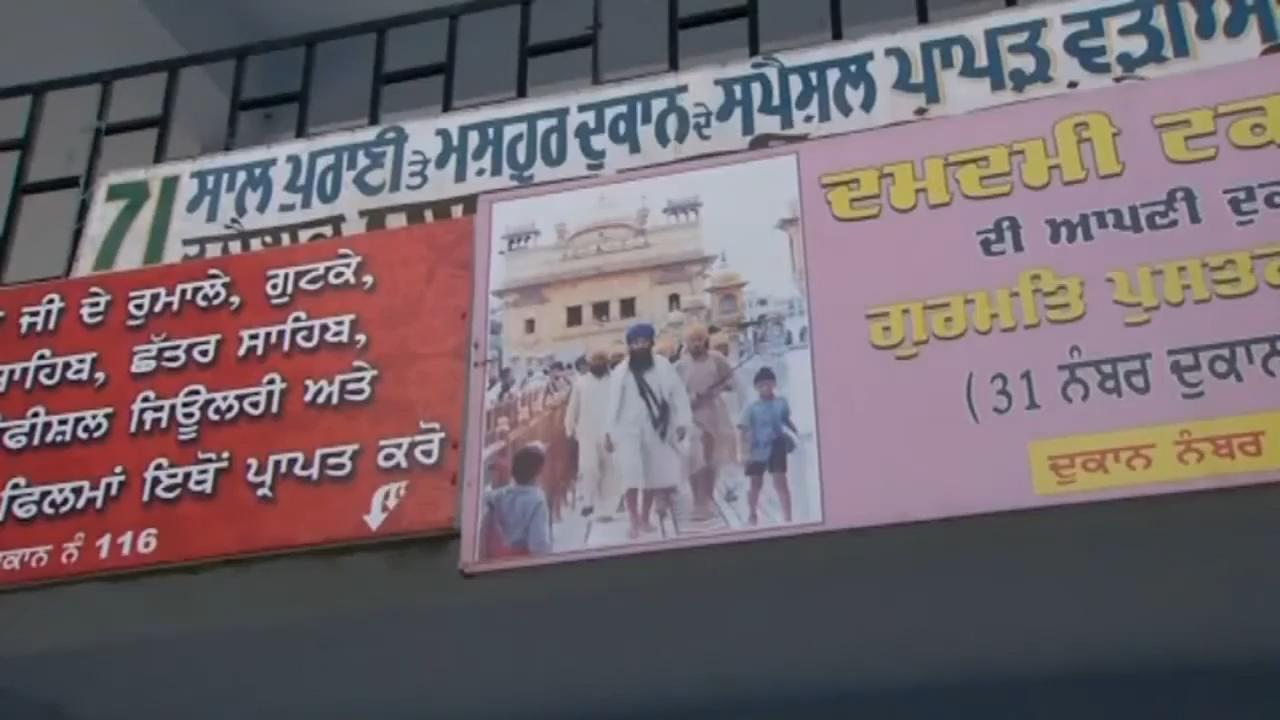 71 ਸਾਲ ਪੁਰਾਣੀ ਤੇ ਮਸ਼ਹੂਰ ਦੁਕਾਨ ਦੇ ਸਪੈਸ਼ਲ ਪਾਪੜ ਵੜੀਆਂ
ਜੀ ਦੇ ਰੁਮਾਲੇ, ਗੁਟਕੇ,
ਸਾਹਿਬ, ਛੱਤਰ ਸਾਹਿਬ,
ਜਿਊਲਰੀ ਅਤੇ
ਫਿਲਮਾਂ ਇਥੋਂ ਪ੍ਰਾਪਤ ਕਰੋ
ਨੰ 116
ਦਮਦਮੀ
ਦੀ ਆਪਣੀ
ਗੁਰਮਤਿ
(31 ਨੰਬਰ ਦੁਕਾਨ
ਦੁਕਾਨ ਨੰਬਰ